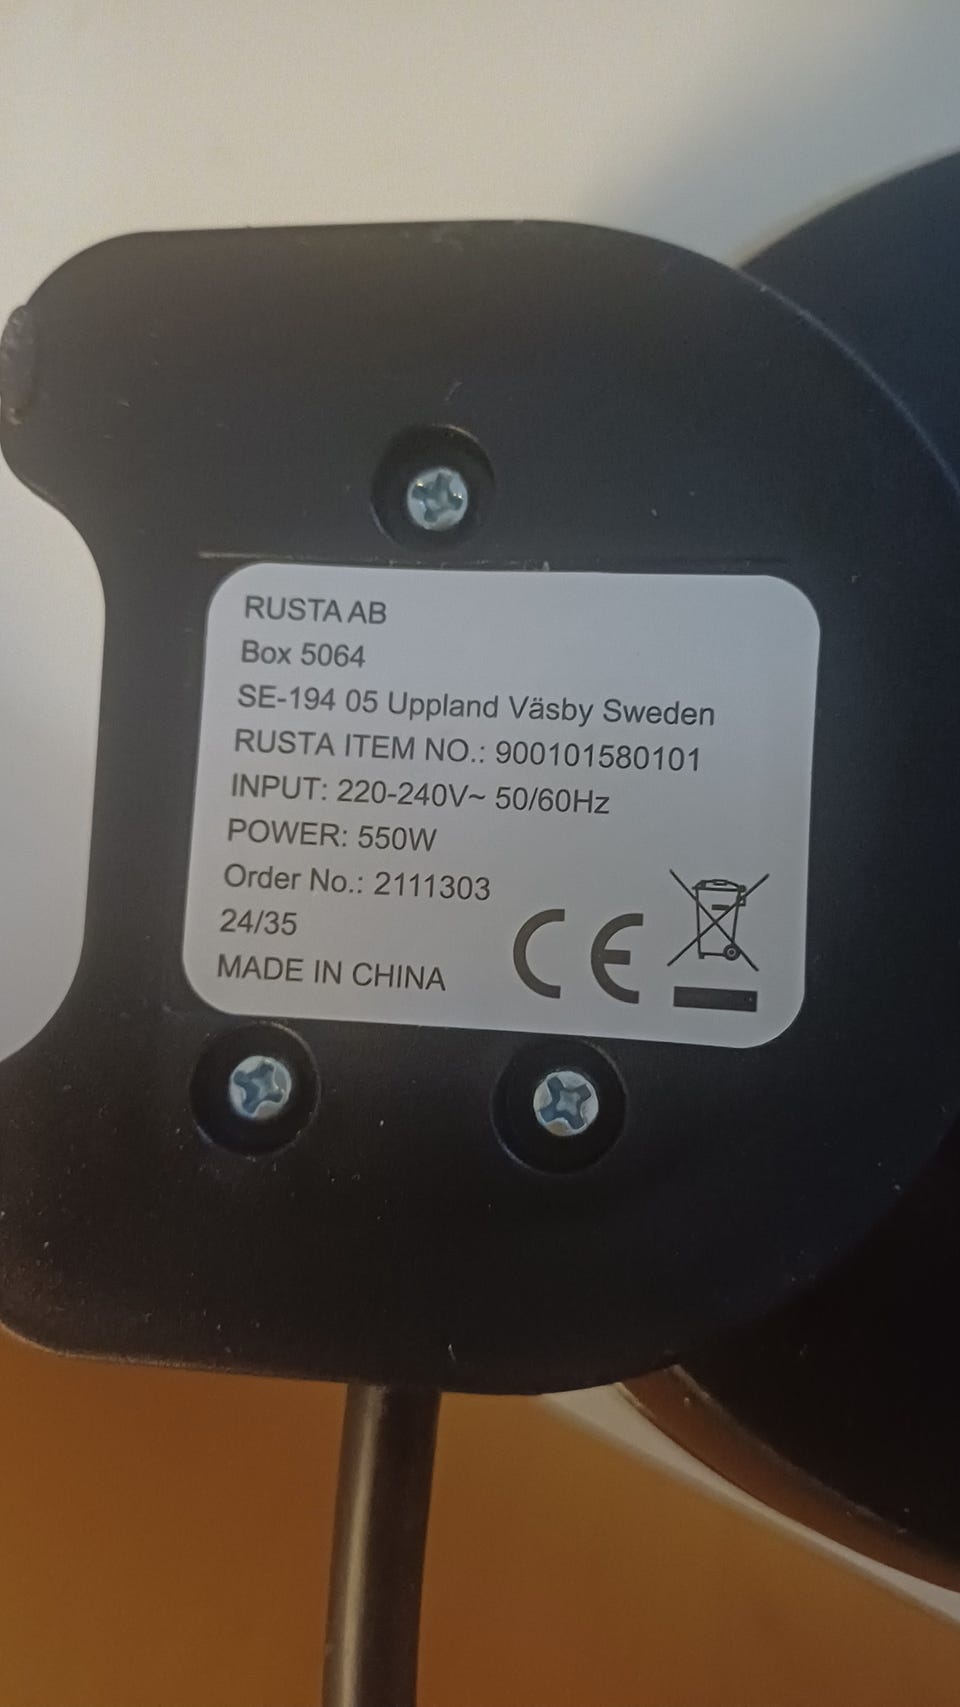 RUSTA AB
Box 5064
SE-194 05 Uppland Väsby Sweden
RUSTA ITEM NO.: 900101580101
INPUT: 220-240V~ 50/60Hz
POWER: 550W
Order No.: 2111303
24/35
MADE IN CHINA
CE